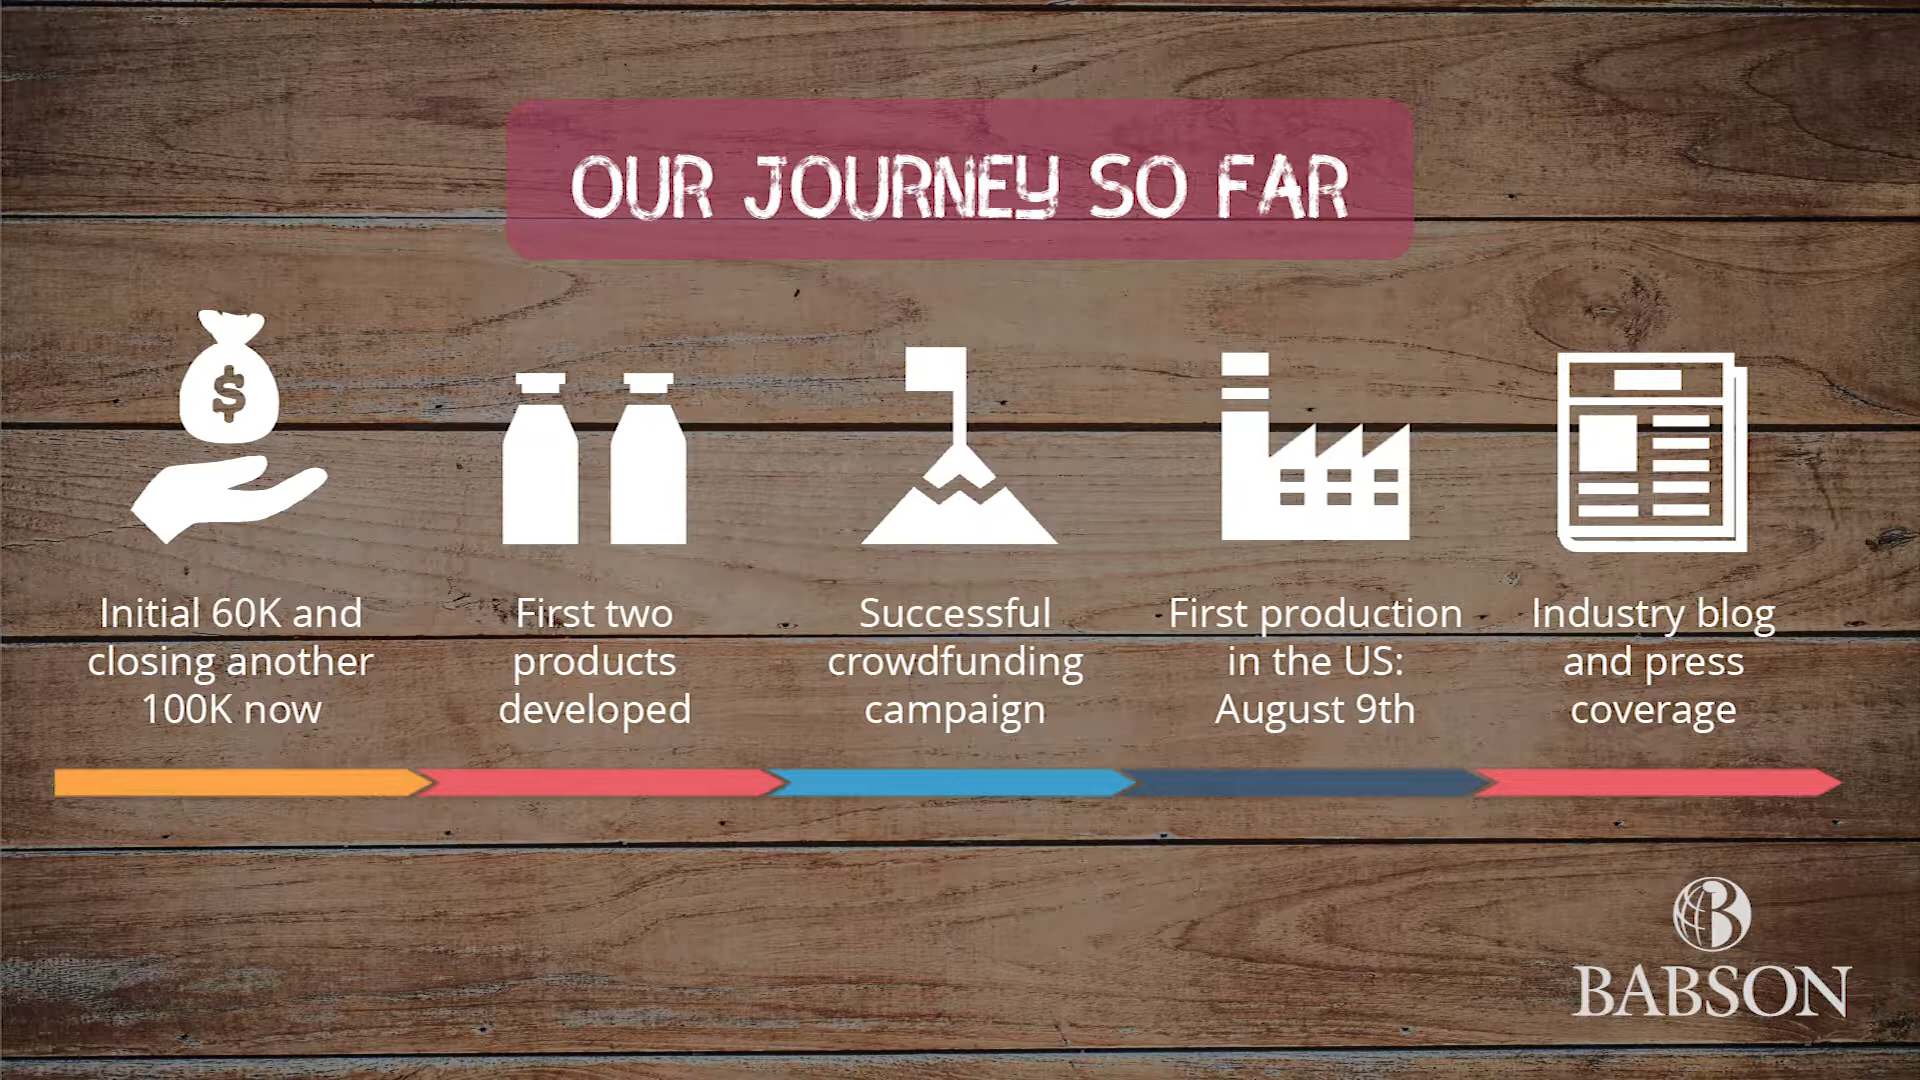 OUR JOURNEY SO FAR
$
Initial 60K and
closing another
100K now
First two
products
developed
Successful
crowdfunding
campaign
First production
in the US:
August 9th
Industry blog
and press
coverage
B
BABSON